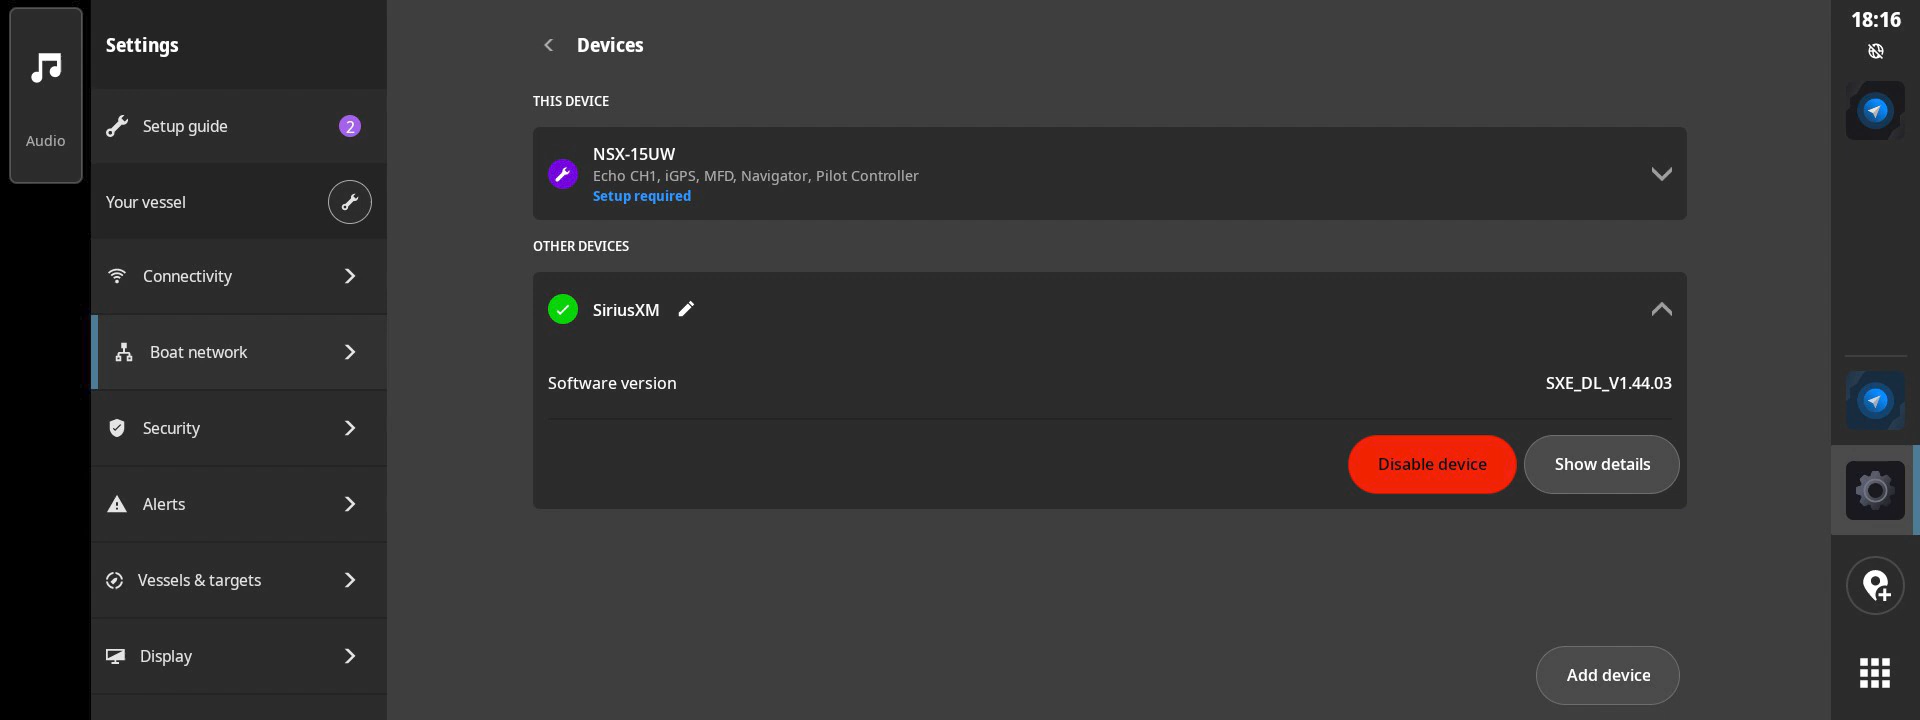 Audio
Settings
Setup guide
2
Your vessel
Connectivity
Boat network
Security
Alerts
Vessels & targets
Display
Devices
THIS DEVICE
NSX-15UW
Echo CH1, iGPS, MFD, Navigator, Pilot Controller
Setup required
OTHER DEVICES
SiriusXM
Software version
SXE_DL_V1.44.03
Disable device
Show details
Add device
18:16